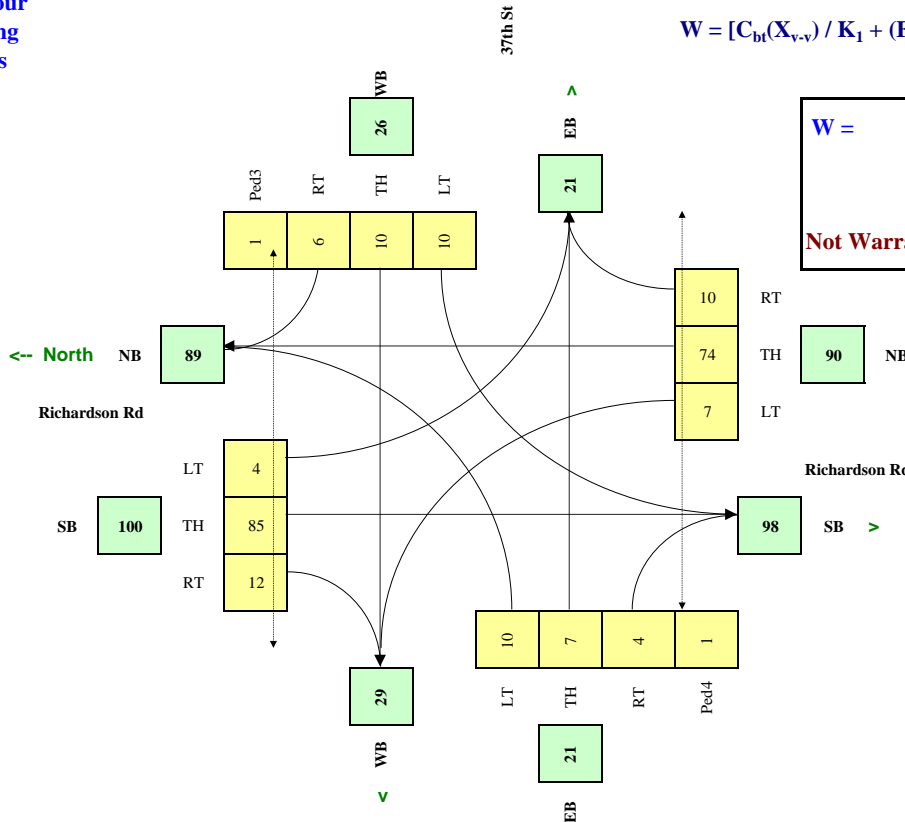 our
ng
s
37th St
W = [Cbt(Xv-v) / K1 + (F
WB
26
^
EB
21
W =
Not Warra
Ped3
RT
TH
LT
1
6
10
10
10
RT
<-- North
NB
89
74
TH
90
NB
Richardson Rd
7
LT
LT
4
Richardson Rd
SB
100
TH
85
98
SB
>
RT
12
10
7
4
1
29
LT
TH
RT
Ped4
WB
21
v
EB